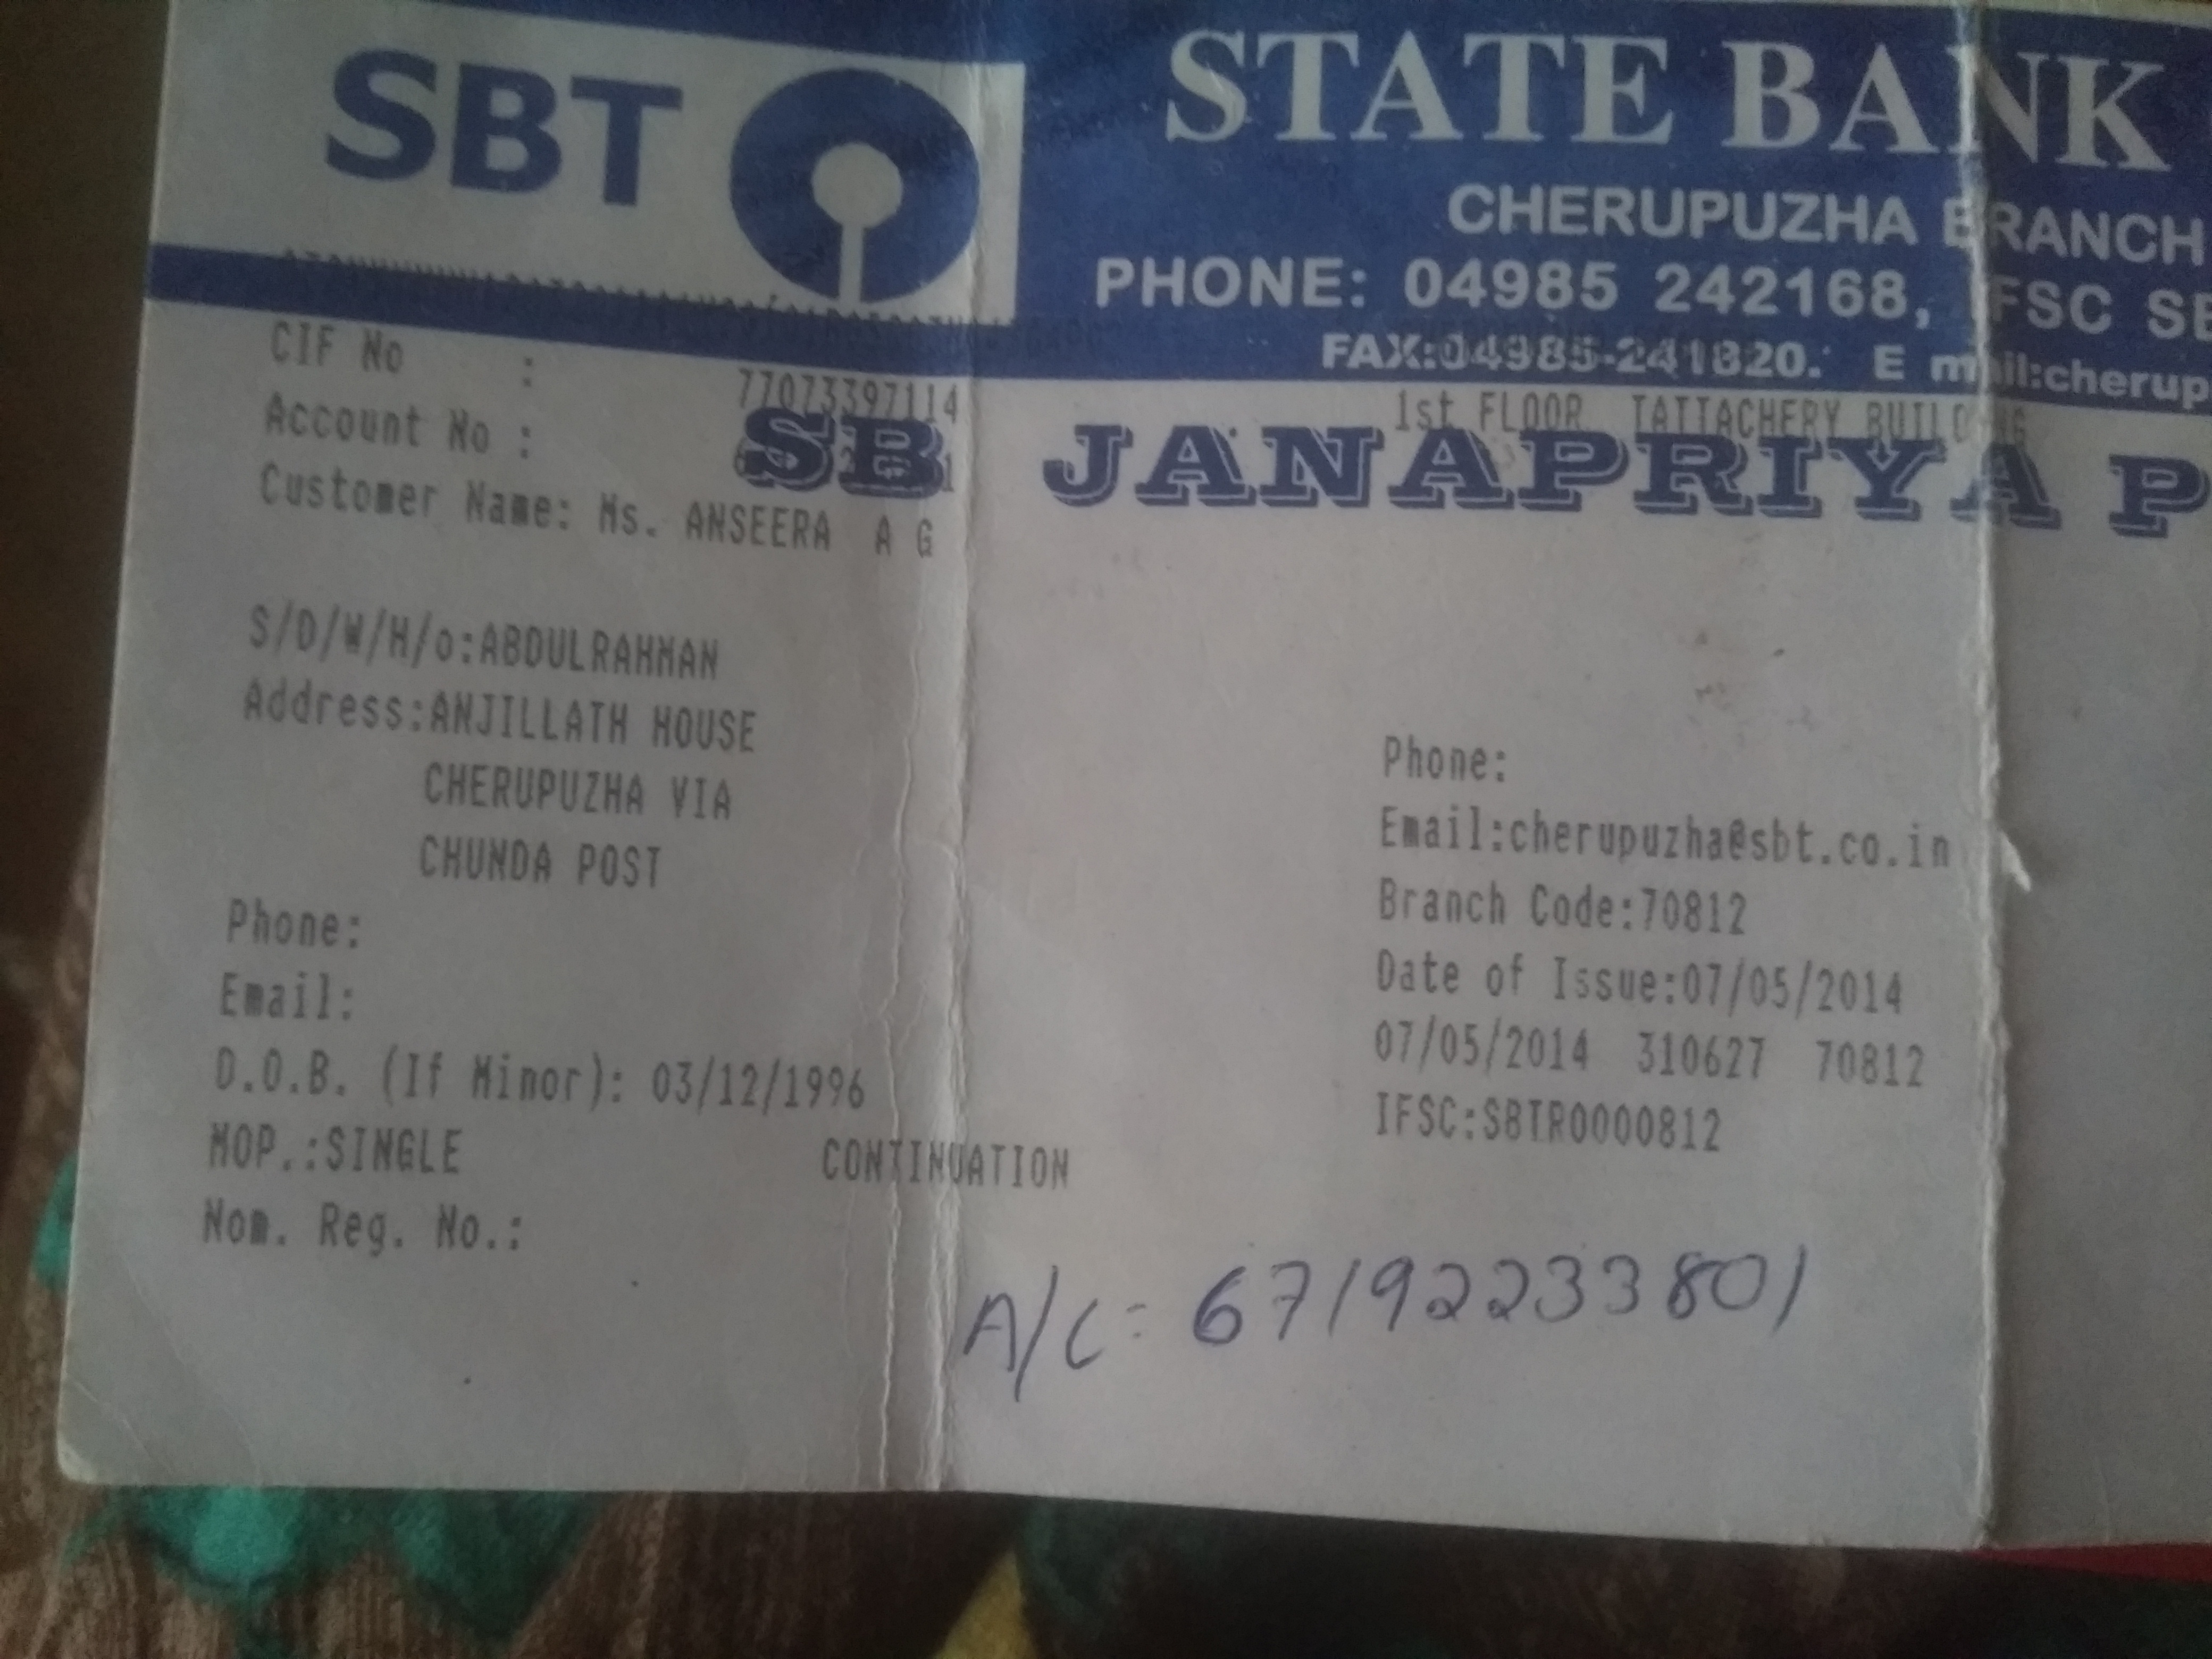 SBT
STATE BANK
CHERUPUZHA BRANCH
PHONE: 04985 242168, IFSC SB
FAX:04985-241820. E mail:cherup
CIF No : 77073397114
1st FLOOR, TATTACHERY BUILDING
Account No :
SB JANAPRIYA P
Customer Name: Ms. ANSEERA A G
S/D/W/H/o:ABDULRAHMAN
Address:ANJILLATH HOUSE
CHERUPUZHA VIA
CHUNDA POST
Phone:
Email:
D.O.B. (If Minor): 03/12/1996
MOP.:SINGLE CONTINUATION
Nom. Reg. No.:
Phone:
Email:cherupuzha@sbt.co.in
Branch Code:70812
Date of Issue:07/05/2014
07/05/2014 310627 70812
IFSC:SBTR0000812
A/C: 67192233801